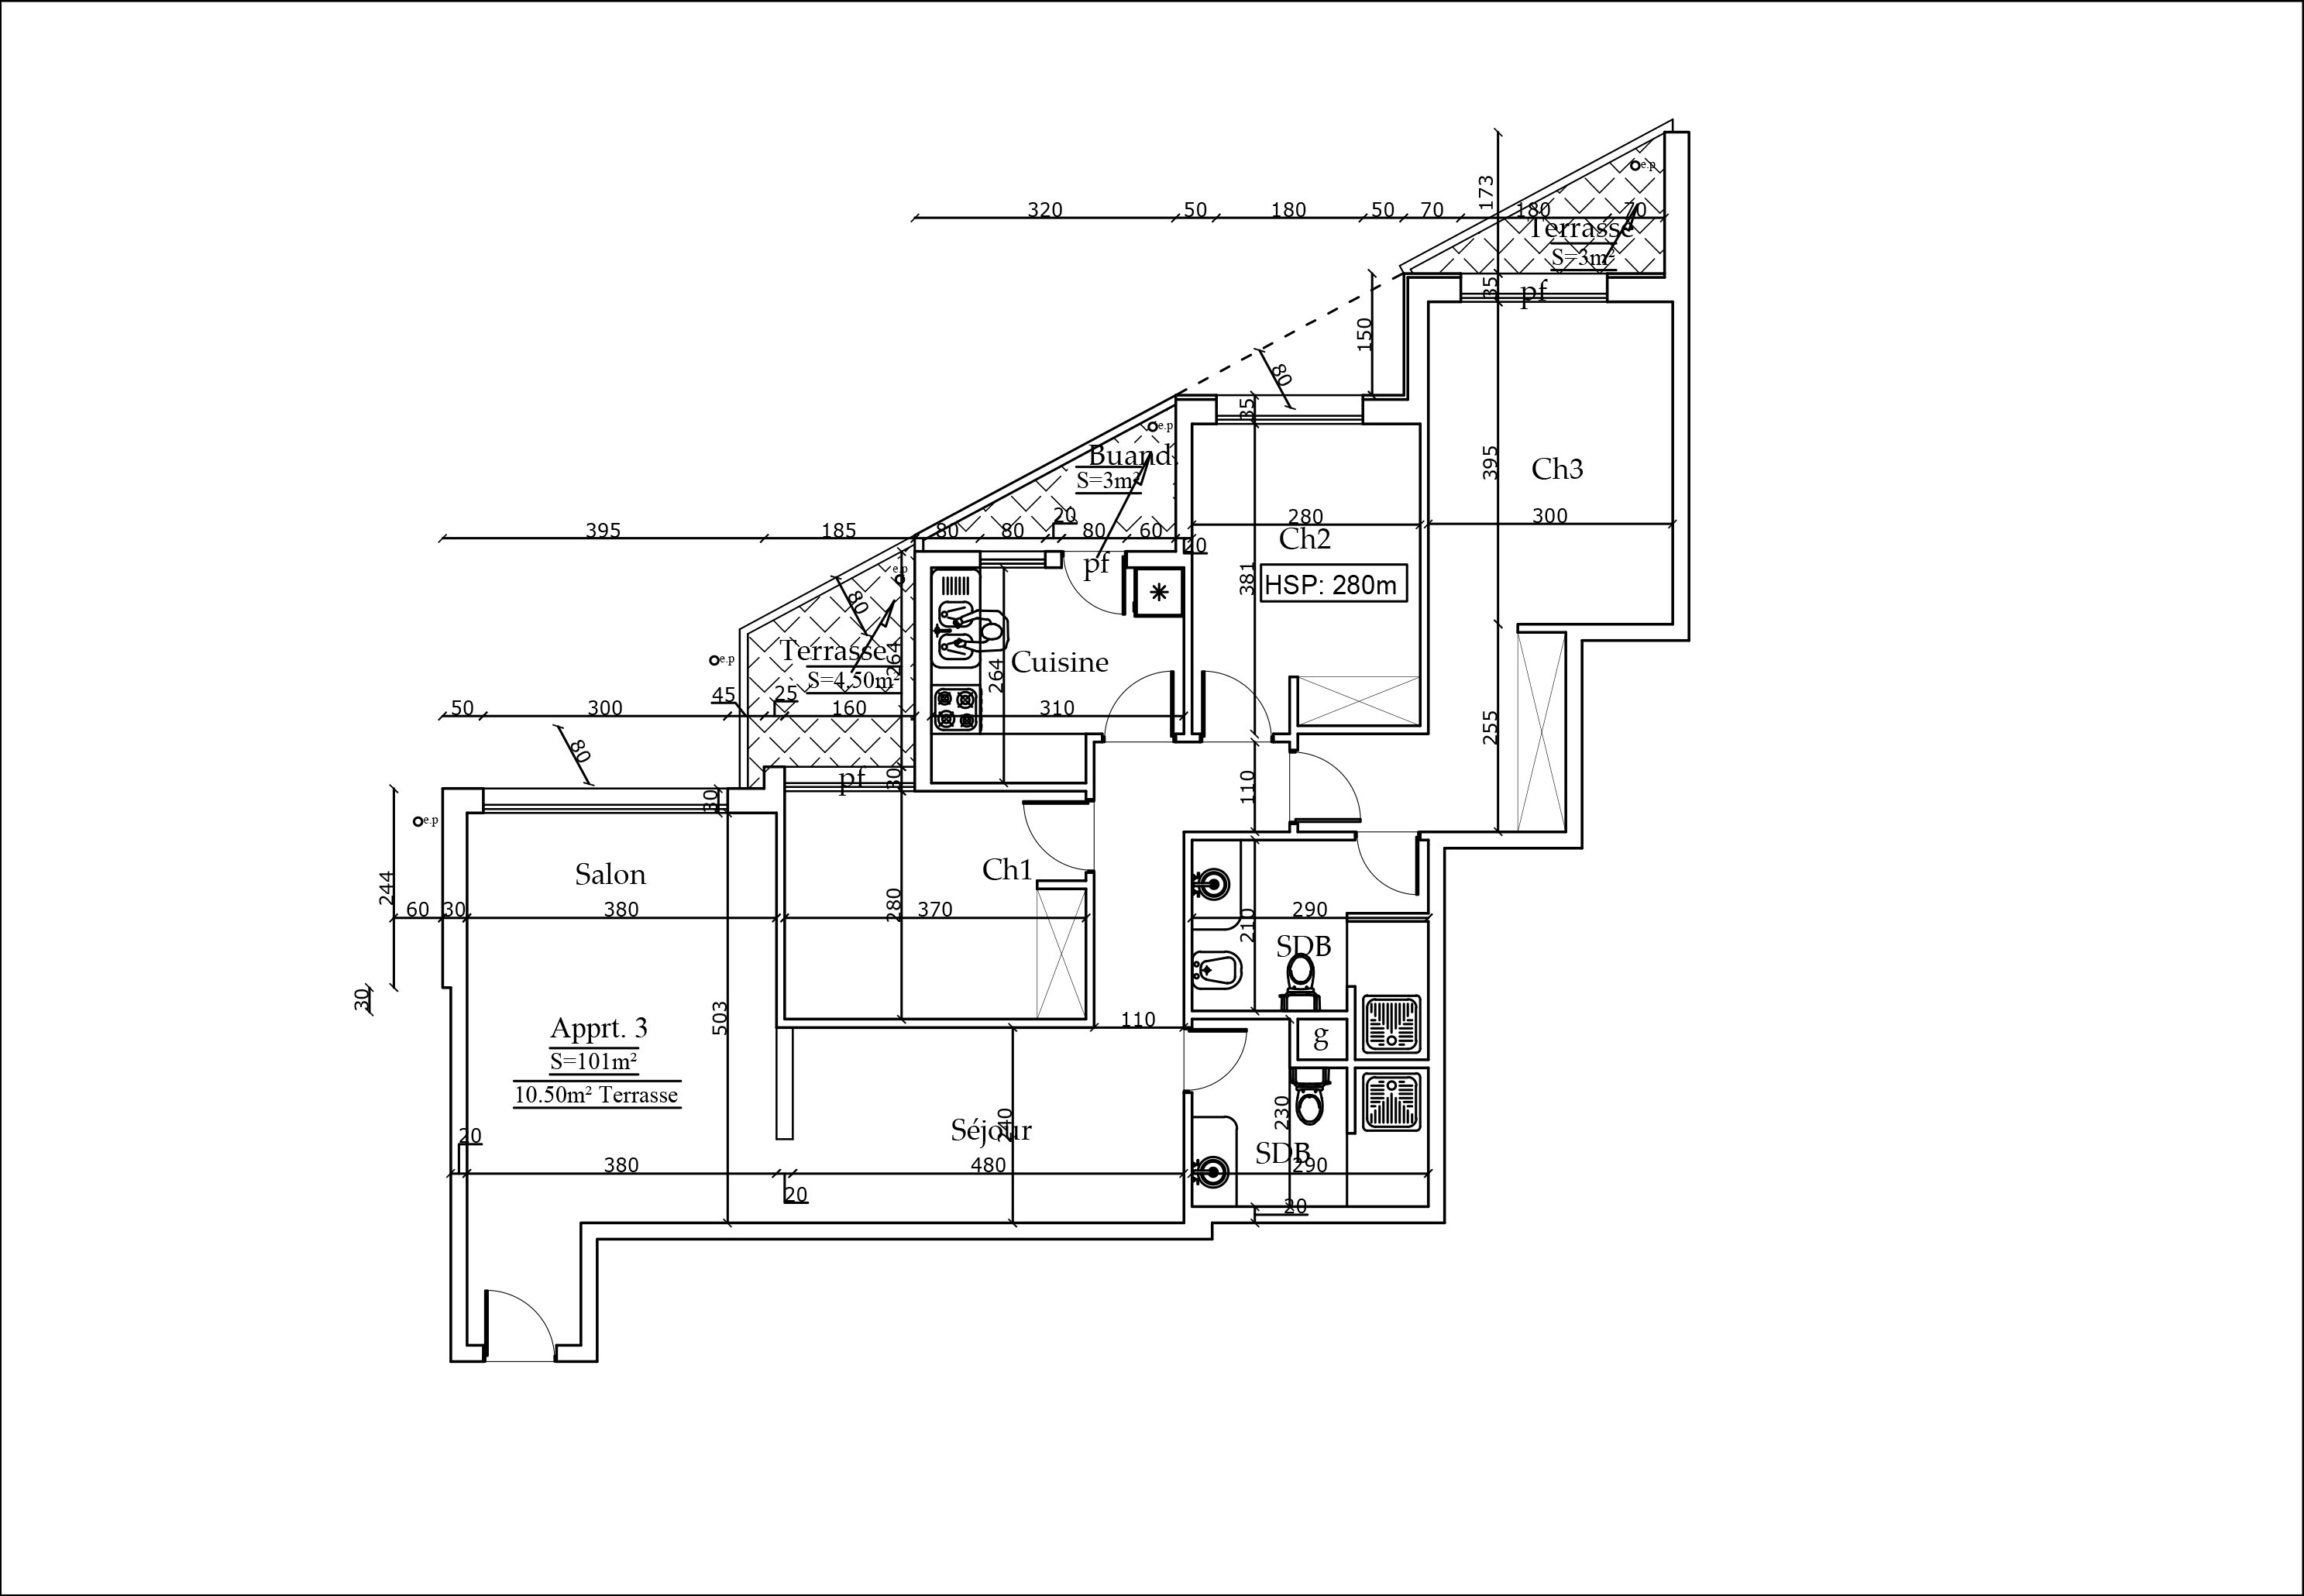 173
e.p
320
50
180
50
70
180
70
Terrasse
S=3m²
35
pf
150
80
35
e.p
Buand
S=3m²
395
Ch3
20
395
185
80
80
80
60
20
280
300
Ch2
pf
e.p
80
381
HSP: 280m
Terrasse
S=4.50m²
264
e.p
264
Cuisine
45
25
50
300
160
310
255
80
pf
30
30
110
e.p
Salon
Ch1
244
60
30
380
280
370
210
290
SDB
30
503
110
Apprt. 3
S=101m²
10.50m² Terrasse
g
230
240
Séjour
20
SDB
380
480
290
20
20